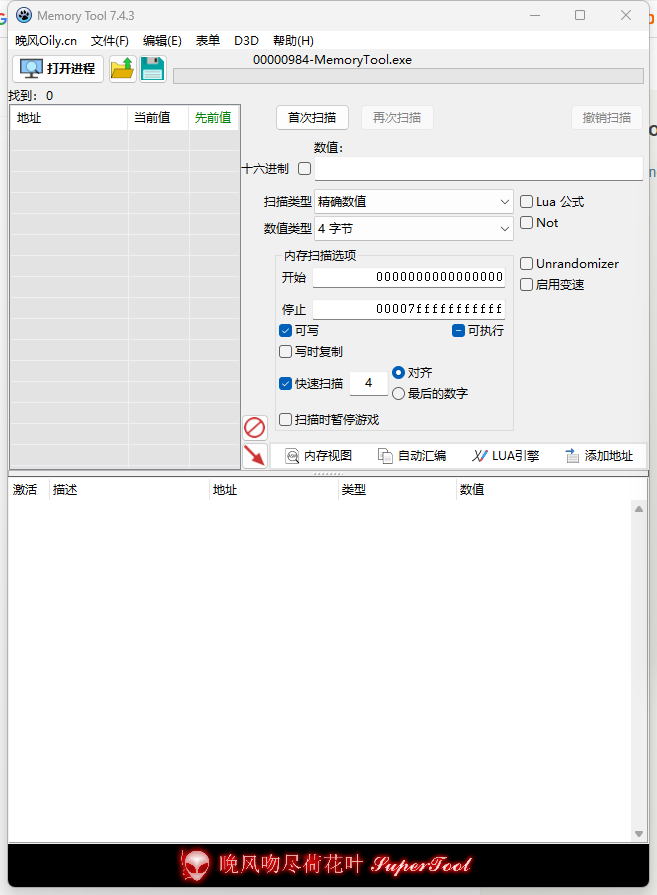 Memory Tool 7.4.3
晚风Oily.cn 文件(F) 编辑(E) 表单 D3D 帮助(H)
打开进程
00000984-MemoryTool.exe
找到: 0
地址 当前值 先前值
首次扫描 再次扫描 撤销扫描
数值:
十六进制
扫描类型 精确数值
Lua 公式
数值类型 4 字节
Not
内存扫描选项
开始 0000000000000000
Unrandomizer
启用变速
停止 00007fffffffffff
可写 可执行
写时复制
快速扫描 4 对齐
最后的数字
扫描时暂停游戏
内存视图 自动汇编 LUA引擎 添加地址
激活 描述 地址 类型 数值
晚风吻尽荷花叶 SuperTool